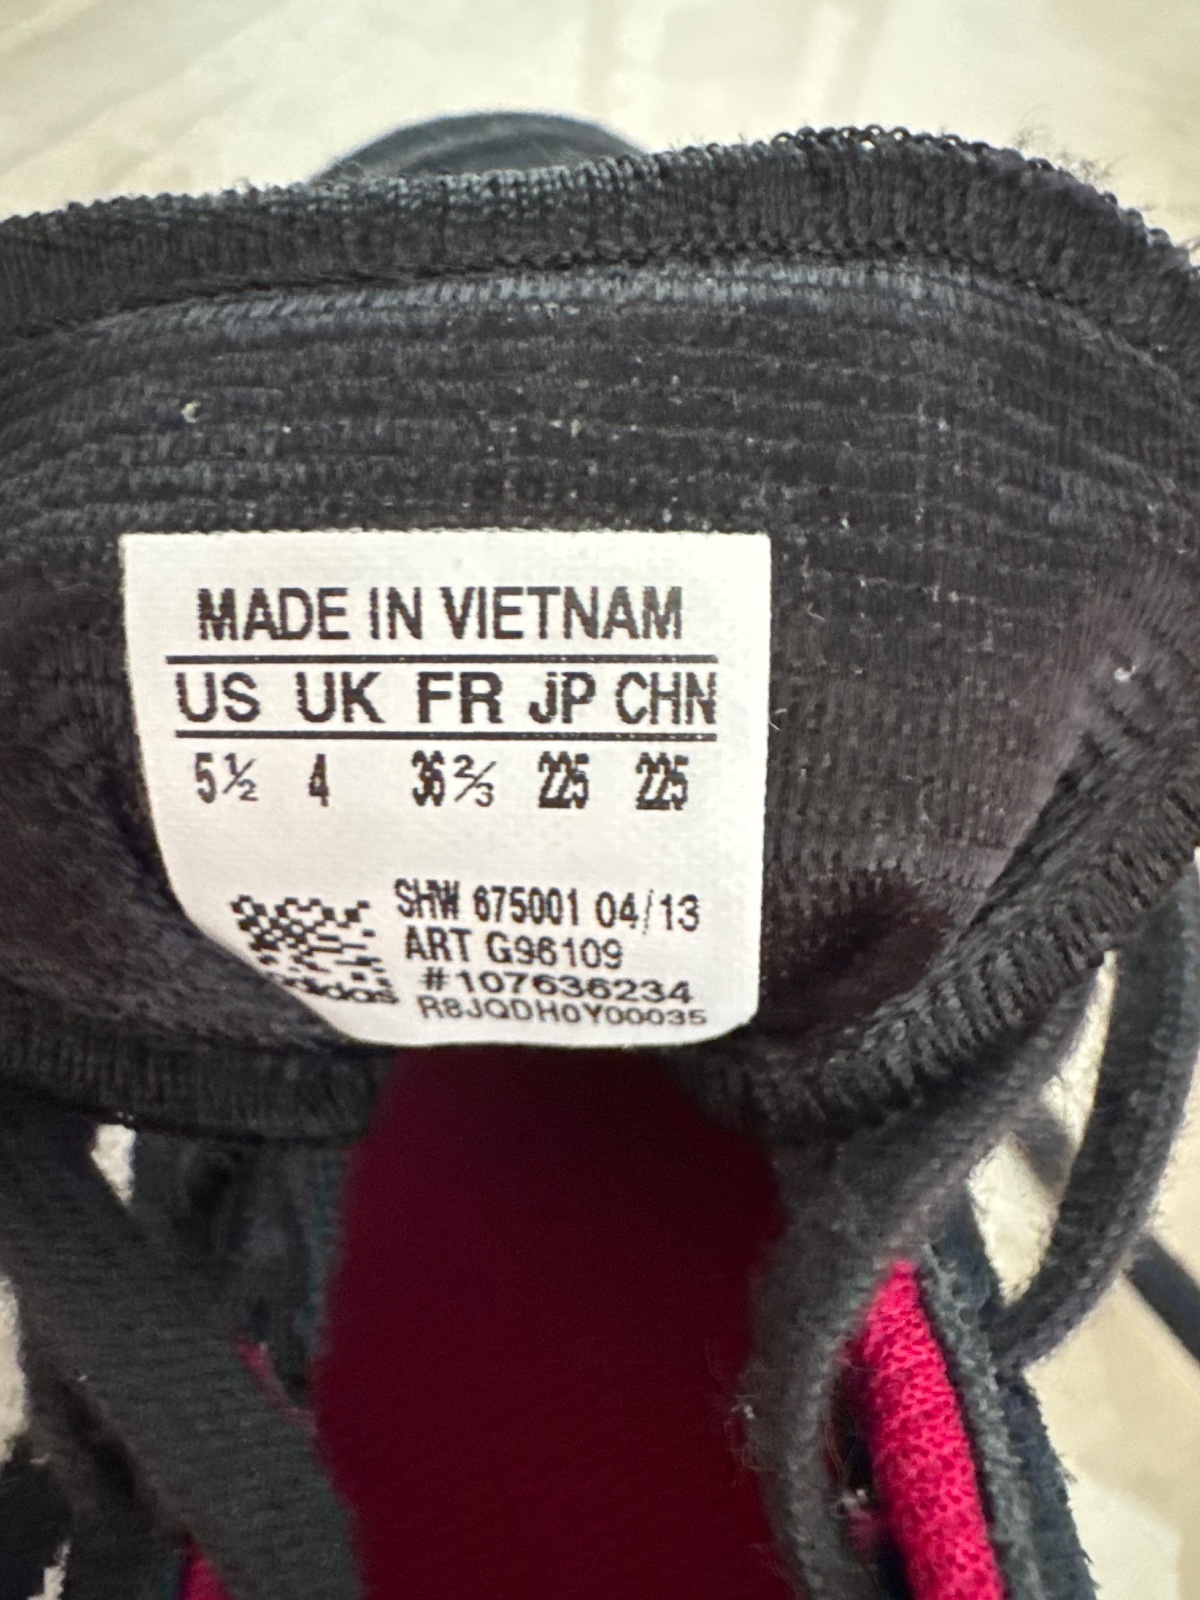 MADE IN VIETNAM
US UK FR JP CHN
5½ 4 36⅔ 225 225
SHW 675001 04/13
ART G96109
#107636234
adidas
R8JQDH0Y00035